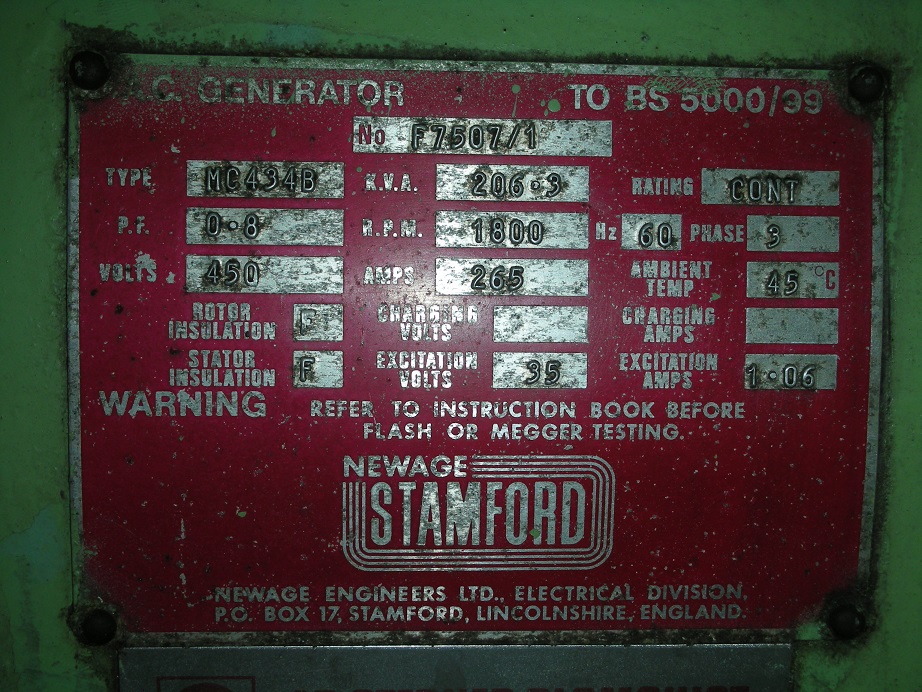 A.C. GENERATOR TO BS 5000/99
No F7507/1
TYPE MC434B K.V.A. 206·3 RATING CONT
P.F. 0·8 R.P.M. 1800 Hz 60 PHASE 3
VOLTS 450 AMPS 265 AMBIENT TEMP 45 °C
ROTOR INSULATION F CHARGING VOLTS CHARGING AMPS
STATOR INSULATION F EXCITATION VOLTS 35 EXCITATION AMPS 1·06
WARNING REFER TO INSTRUCTION BOOK BEFORE
FLASH OR MEGGER TESTING.
NEWAGE
STAMFORD
NEWAGE ENGINEERS LTD., ELECTRICAL DIVISION,
P.O. BOX 17, STAMFORD, LINCOLNSHIRE, ENGLAND.